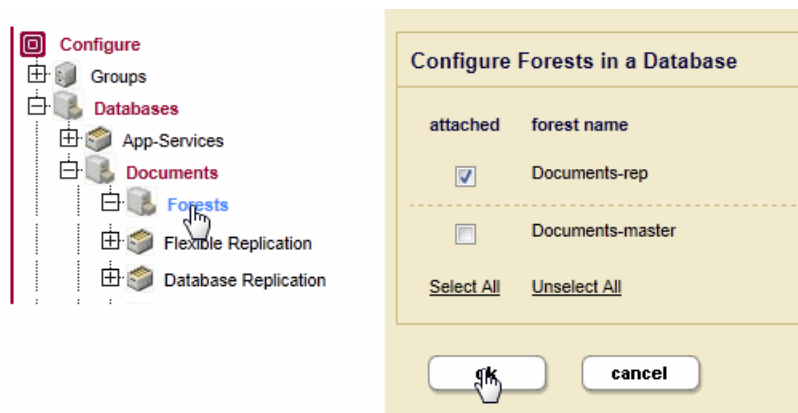 Configure
Groups
Databases
App-Services
Documents
Forests
Flexible Replication
Database Replication
Configure Forests in a Database
attached forest name
Documents-rep
Documents-master
Select All Unselect All
ok cancel